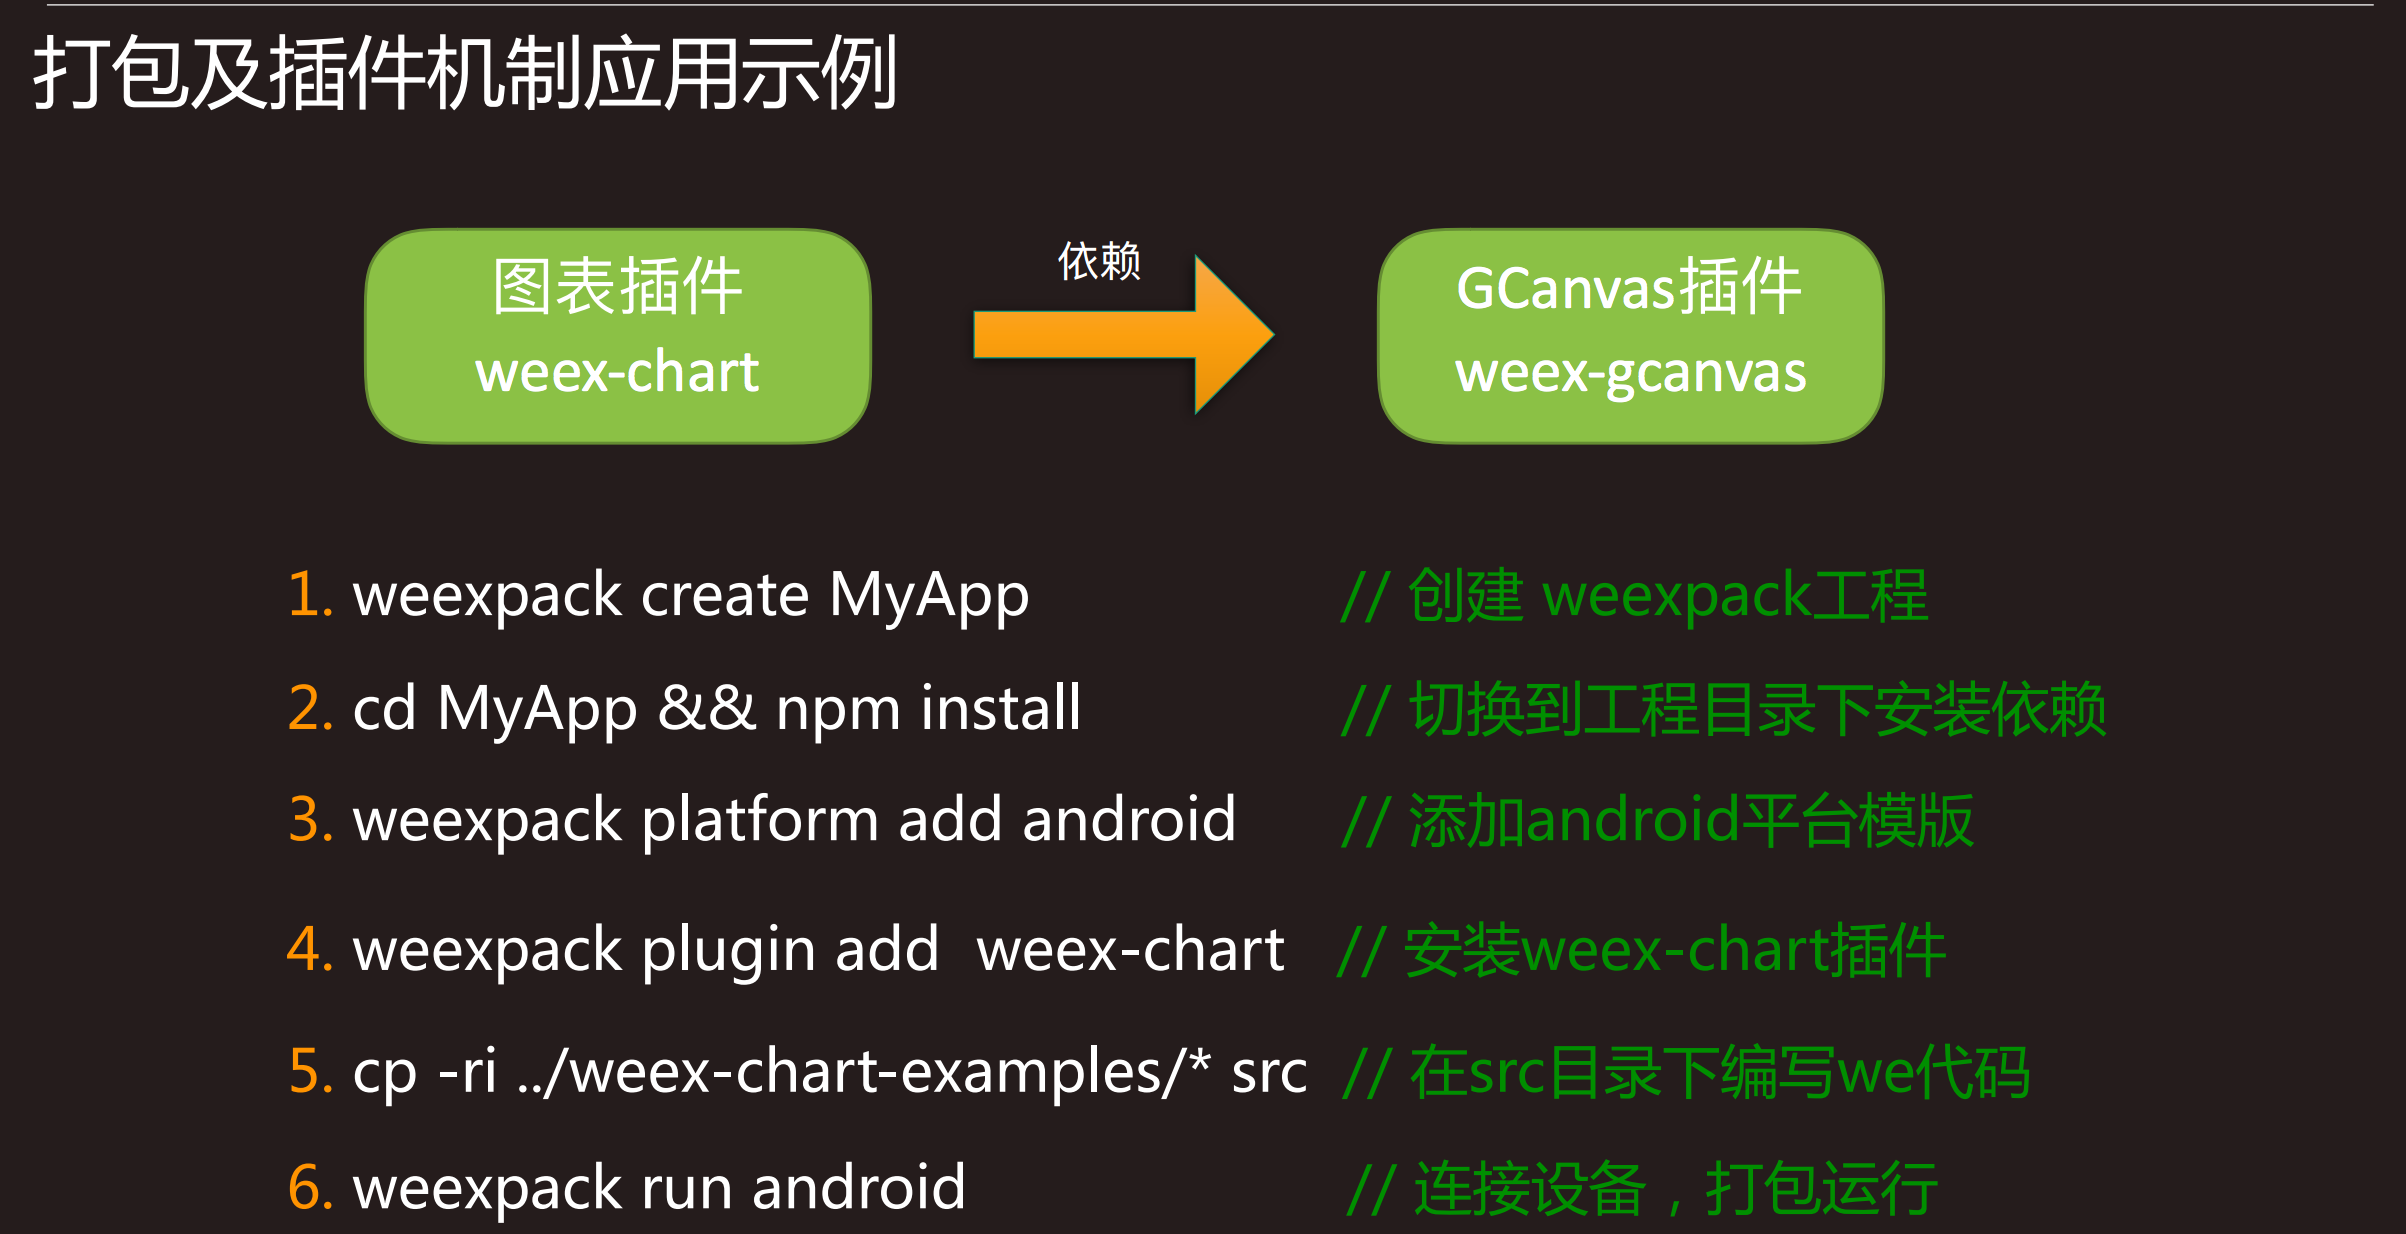 打包及插件机制应用示例
图表插件
weex-chart
依赖
GCanvas插件
weex-gcanvas
1. weexpack create MyApp // 创建 weexpack工程
2. cd MyApp && npm install // 切换到工程目录下安装依赖
3. weexpack platform add android // 添加android平台模版
4. weexpack plugin add  weex-chart // 安装weex-chart插件
5. cp -ri ../weex-chart-examples/* src // 在src目录下编写we代码
6. weexpack run android // 连接设备，打包运行